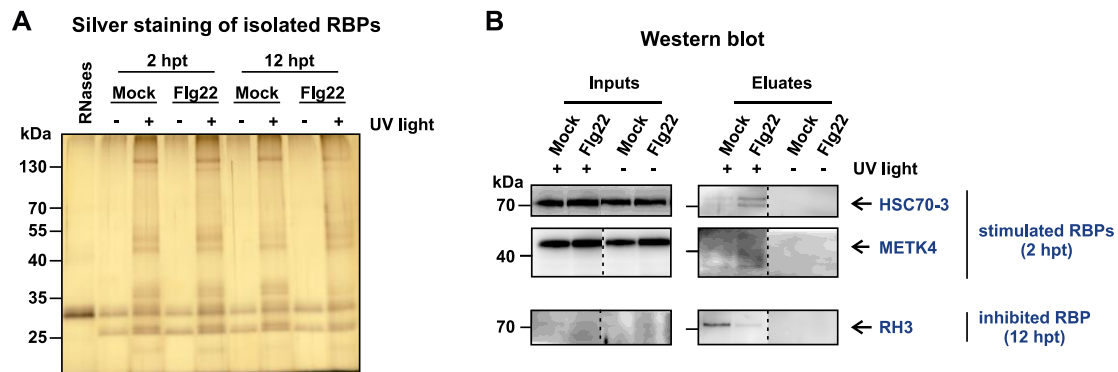 A
Silver staining of isolated RBPs
2 hpt 12 hpt
RNases
Mock Flg22 Mock Flg22
- + - + - + - + UV light
kDa
130
70
55
40
35
25
B
Western blot
Inputs Eluates
Mock Flg22 Mock Flg22 Mock Flg22 Mock Flg22
+ + - - + + - - UV light
kDa
70 HSC70-3
40 METK4
stimulated RBPs
(2 hpt)
70 RH3
inhibited RBP
(12 hpt)